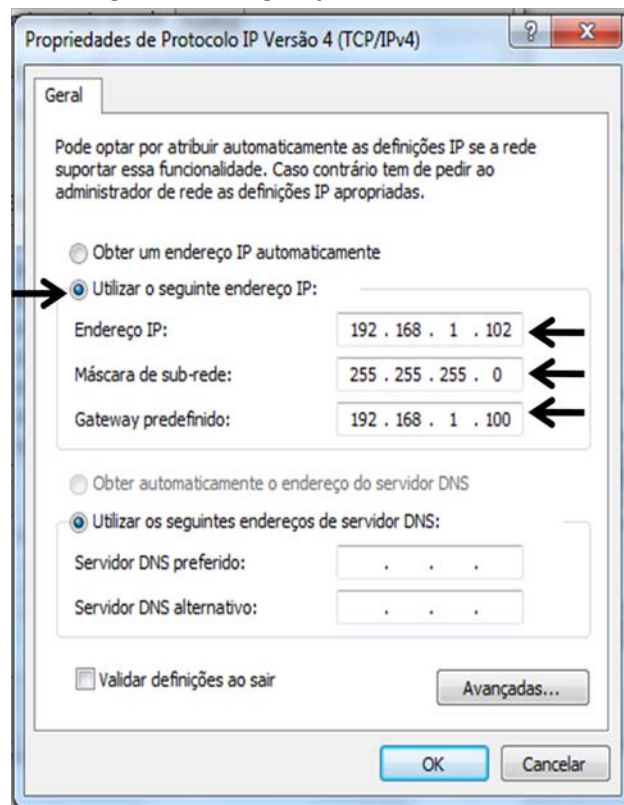 Propriedades de Protocolo IP Versão 4 (TCP/IPv4)
Geral
Pode optar por atribuir automaticamente as definições IP se a rede
suportar essa funcionalidade. Caso contrário tem de pedir ao
administrador de rede as definições IP apropriadas.
Obter um endereço IP automaticamente
Utilizar o seguinte endereço IP:
Endereço IP: 192 . 168 . 1 . 102
Máscara de sub-rede: 255 . 255 . 255 . 0
Gateway predefinido: 192 . 168 . 1 . 100
Obter automaticamente o endereço do servidor DNS
Utilizar os seguintes endereços de servidor DNS:
Servidor DNS preferido: . . .
Servidor DNS alternativo: . . .
Validar definições ao sair
Avançadas...
OK Cancelar